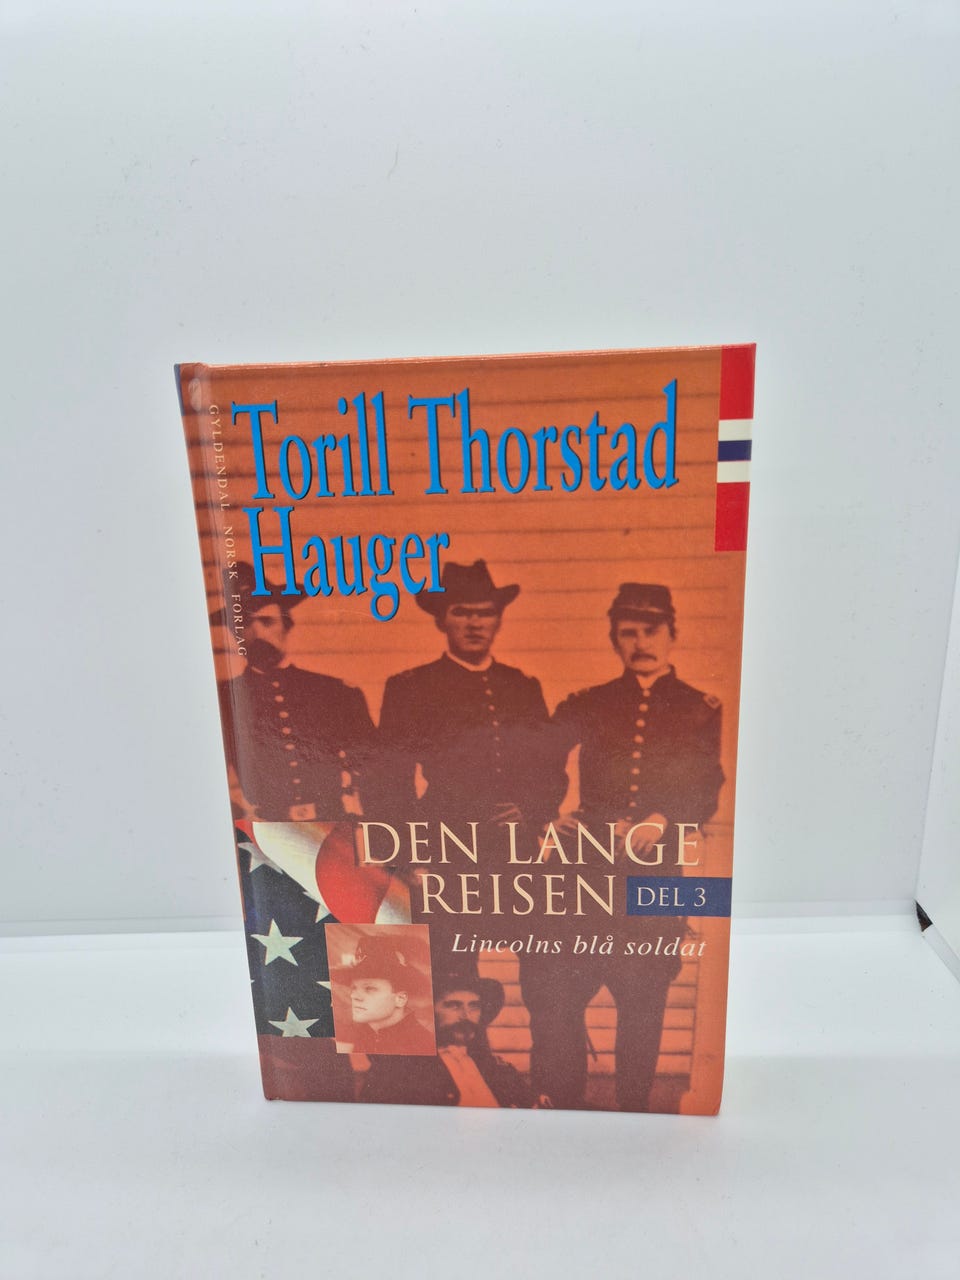 GYLDENDAL NORSK FORLAG
Torill Thorstad
Hauger
DEN LANGE
REISEN DEL 3
Lincolns blå soldat